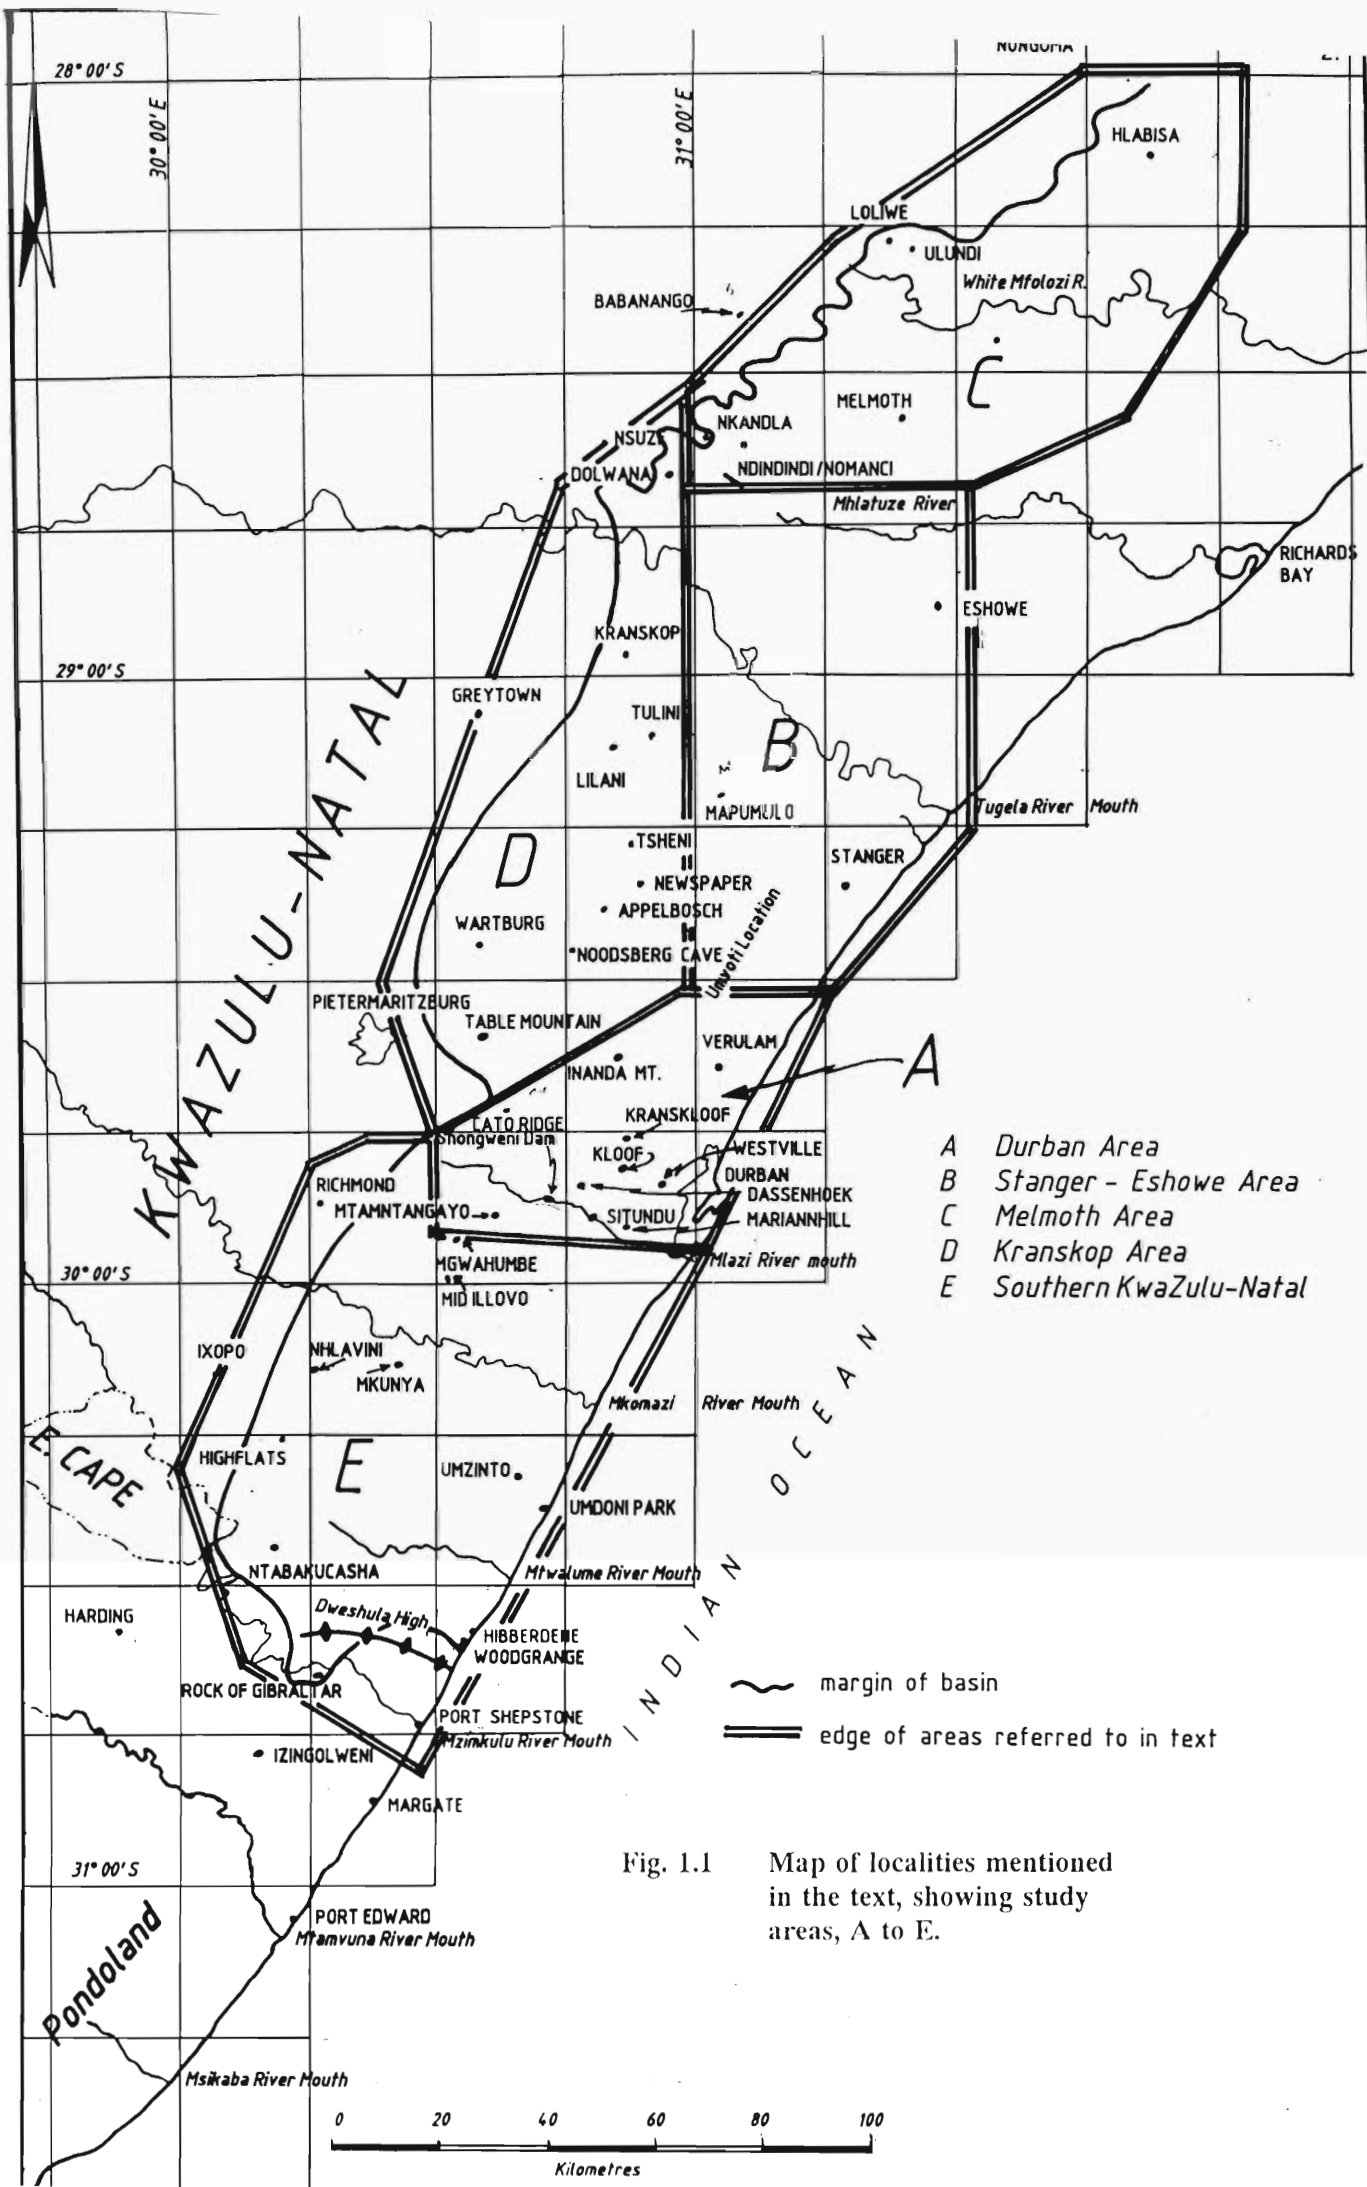 NONGOMA
28°00'S
30°00'E
31°00'E
HLABISA
LOLIWE
ULUNDI
White Mfolozi R.
BABANANGO
C
MELMOTH
NKANDLA
NSUZE
DOLWANA
NDINDINDI/NOMANCI
Mhlatuze River
RICHARDS
BAY
ESHOWE
KRANSKOP
29°00'S
GREYTOWN
TULINI
B
LILANI
MAPUMULO
Tugela River Mouth
KWAZULU-NATAL
D
TSHENI
STANGER
NEWSPAPER
APPELBOSCH
WARTBURG
Umvoti Location
NOODSBERG CAVE
PIETERMARITZBURG
TABLE MOUNTAIN
VERULAM
INANDA MT.
A
CATO RIDGE
KRANSKLOOF
Shongweni Dam
KLOOF
WESTVILLE
DURBAN
RICHMOND
DASSENHOEK
MTAMNTANGAYO
SITUNDU
MARIANNHILL
MGWAHUMBE
Mlazi River mouth
30°00'S
MID ILLOVO
A Durban Area
B Stanger - Eshowe Area
C Melmoth Area
D Kranskop Area
E Southern KwaZulu-Natal
IXOPO
NHLAVINI
MKUNYA
Mkomazi River Mouth
INDIAN OCEAN
E. CAPE
HIGHFLATS
E
UMZINTO
UMDONI PARK
NTABAKUCASHA
Mtwalume River Mouth
HARDING
Dweshula High
HIBBERDENE
WOODGRANGE
ROCK OF GIBRALTAR
margin of basin
PORT SHEPSTONE
Mzimkulu River Mouth
edge of areas referred to in text
IZINGOLWENI
MARGATE
31°00'S
Fig. 1.1 Map of localities mentioned
in the text, showing study
areas, A to E.
PORT EDWARD
Mtamvuna River Mouth
Pondoland
Msikaba River Mouth
0 20 40 60 80 100
Kilometres